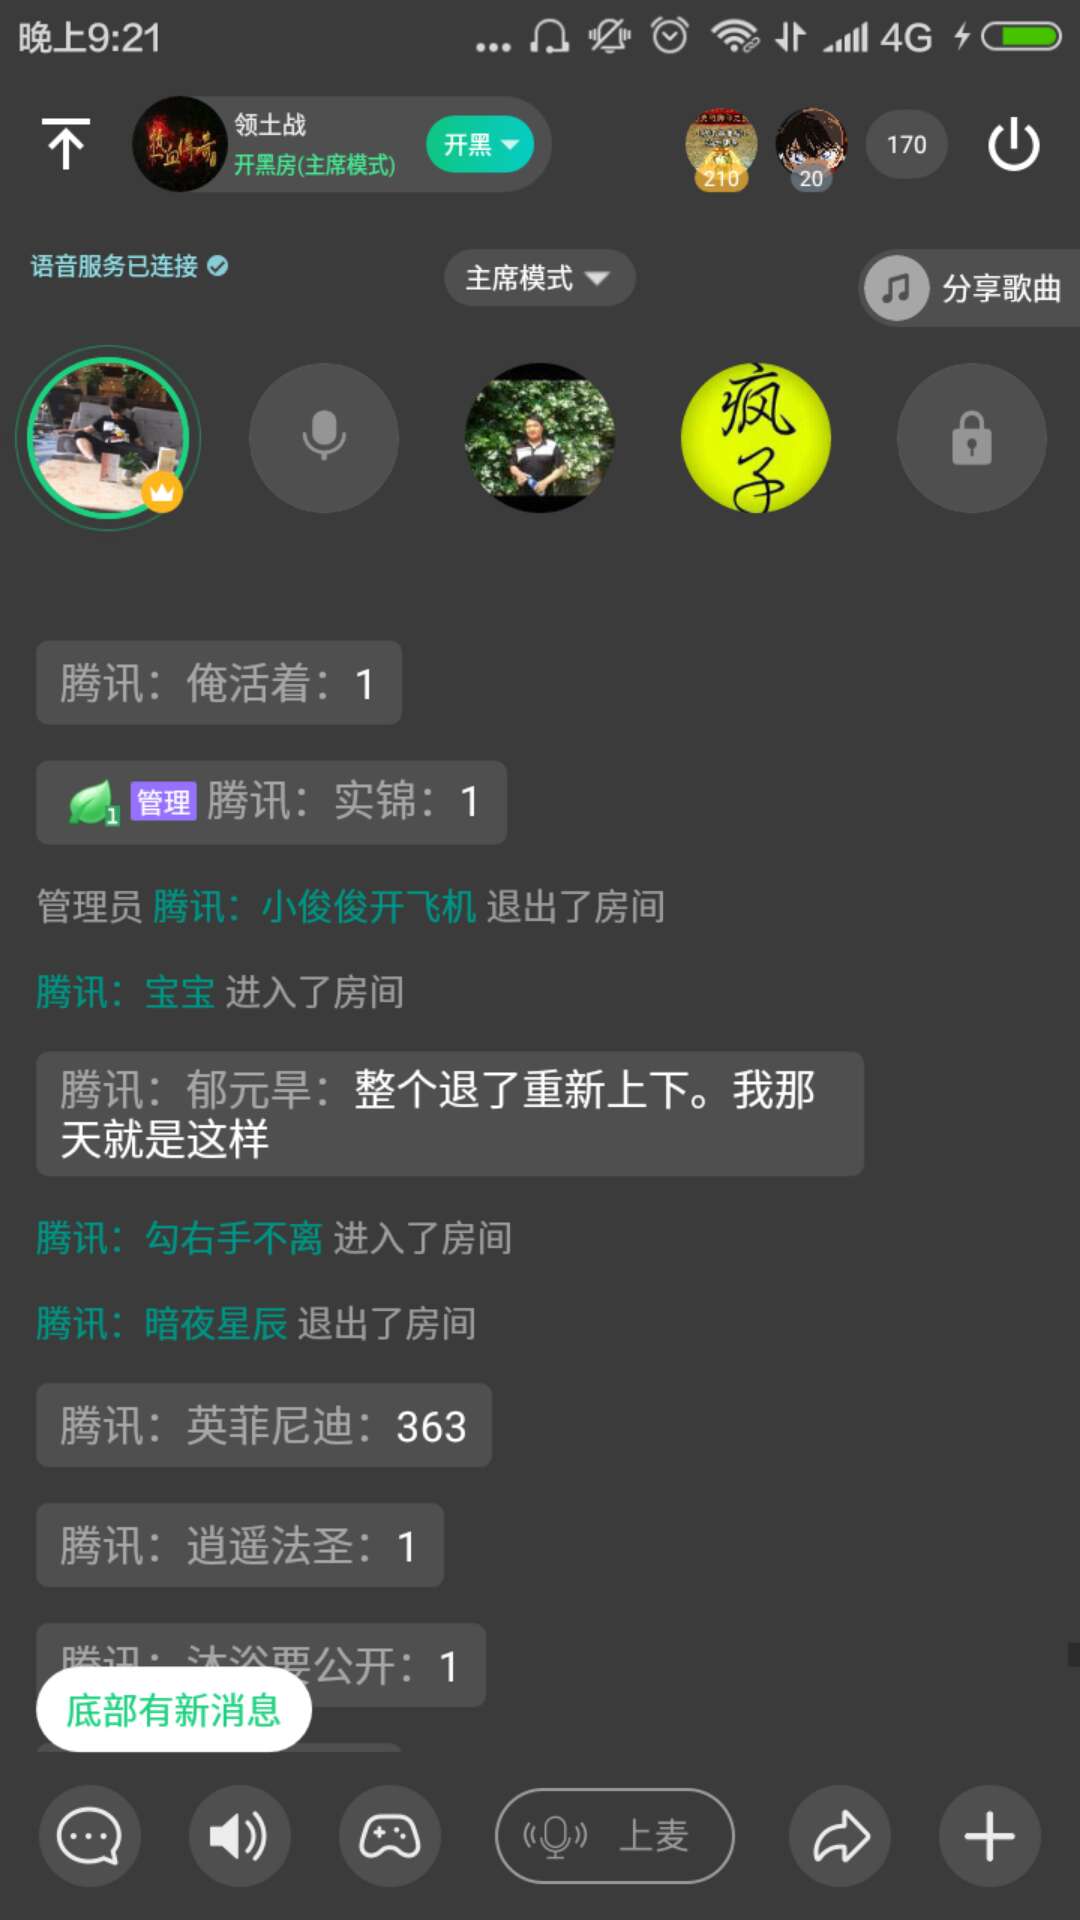 晚上9:21
4G
热血传奇
领土战
开黑房(主席模式)
开黑
210
20
170
语音服务已连接
主席模式
分享歌曲
疯子
腾讯：俺活着：1
1 管理 腾讯：实锦：1
管理员 腾讯：小俊俊开飞机 退出了房间
腾讯：宝宝 进入了房间
腾讯：郁元旱：整个退了重新上下。我那
天就是这样
腾讯：勾右手不离 进入了房间
腾讯：暗夜星辰 退出了房间
腾讯：英菲尼迪：363
腾讯：逍遥法圣：1
腾讯：沐浴要公开：1
底部有新消息
上麦